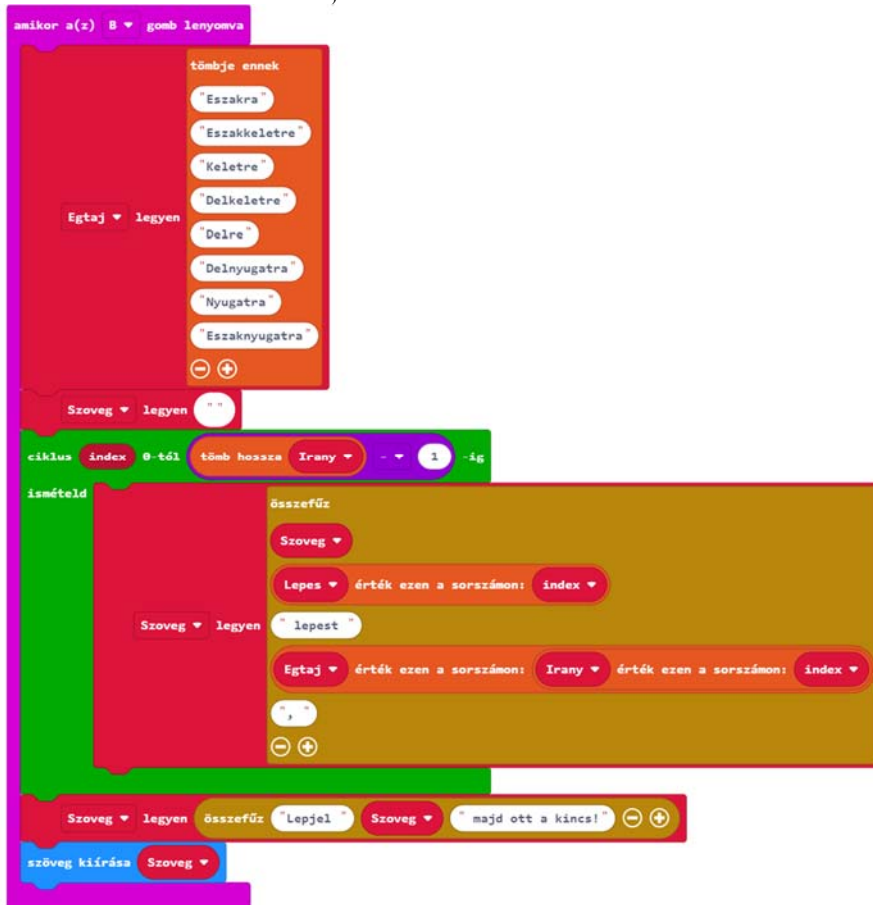 )
amikor a(z) B gomb lenyomva
tömbje ennek
"Eszakra"
"Eszakkeletre"
"Keletre"
"Delkeletre"
Egtaj legyen
"Delre"
"Delnyugatra"
"Nyugatra"
"Eszaknyugatra"
Szoveg legyen " "
ciklus index 0-tól tömb hossza Irany - 1 -ig
ismételd
összefűz
Szoveg
Lepes érték ezen a sorszámon: index
Szoveg legyen " lepest "
Egtaj érték ezen a sorszámon: Irany érték ezen a sorszámon: index
", "
Szoveg legyen összefűz "Lepjel " Szoveg " majd ott a kincs!"
szöveg kiírása Szoveg